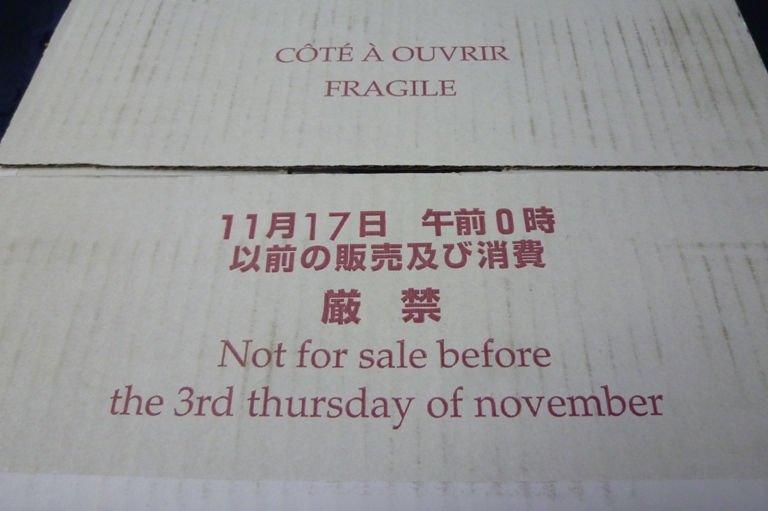 CÔTÉ À OUVRIR
FRAGILE
11月17日 午前0時
以前の販売及び消費
厳 禁
Not for sale before
the 3rd thursday of november